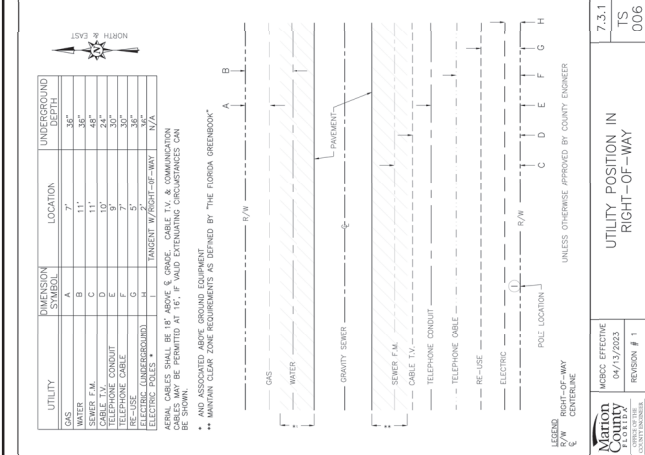 NORTH & EAST
UTILITY DIMENSION SYMBOL LOCATION UNDERGROUND DEPTH
GAS A 7' 36"
WATER B 11' 36"
SEWER F.M. C 11' 48"
CABLE T.V. D 10' 24"
TELEPHONE CONDUIT E 9' 30"
TELEPHONE CABLE F 7' 30"
RE-USE G 5' 36"
ELECTRIC (UNDERGROUND) H 2' 36"
ELECTRIC POLES * I TANGENT W/RIGHT-OF-WAY N/A
AERIAL CABLES SHALL BE 18' ABOVE ℄ GRADE. CABLE T.V. & COMMUNICATION
CABLES MAY BE PERMITTED AT 16', IF VALID EXTENUATING CIRCUMSTANCES CAN
BE SHOWN.
* AND ASSOCIATED ABOVE GROUND EQUIPMENT
** MAINTAIN CLEAR ZONE REQUIREMENTS AS DEFINED BY "THE FLORIDA GREENBOOK"
A
B
R/W
GAS
WATER
PAVEMENT
GRAVITY SEWER
℄
SEWER F.M.
CABLE T.V.
TELEPHONE CONDUIT
TELEPHONE CABLE
RE-USE
ELECTRIC
R/W
C
D
E
F
G
H
I
POLE LOCATION
**
LEGEND
R/W RIGHT-OF-WAY
℄ CENTERLINE
UNLESS OTHERWISE APPROVED BY COUNTY ENGINEER
Marion
County
FLORIDA
OFFICE OF THE
COUNTY ENGINEER
MCBCC EFFECTIVE
04/13/2023
REVISION # 1
UTILITY POSITION IN
RIGHT-OF-WAY
7.3.1
TS
006